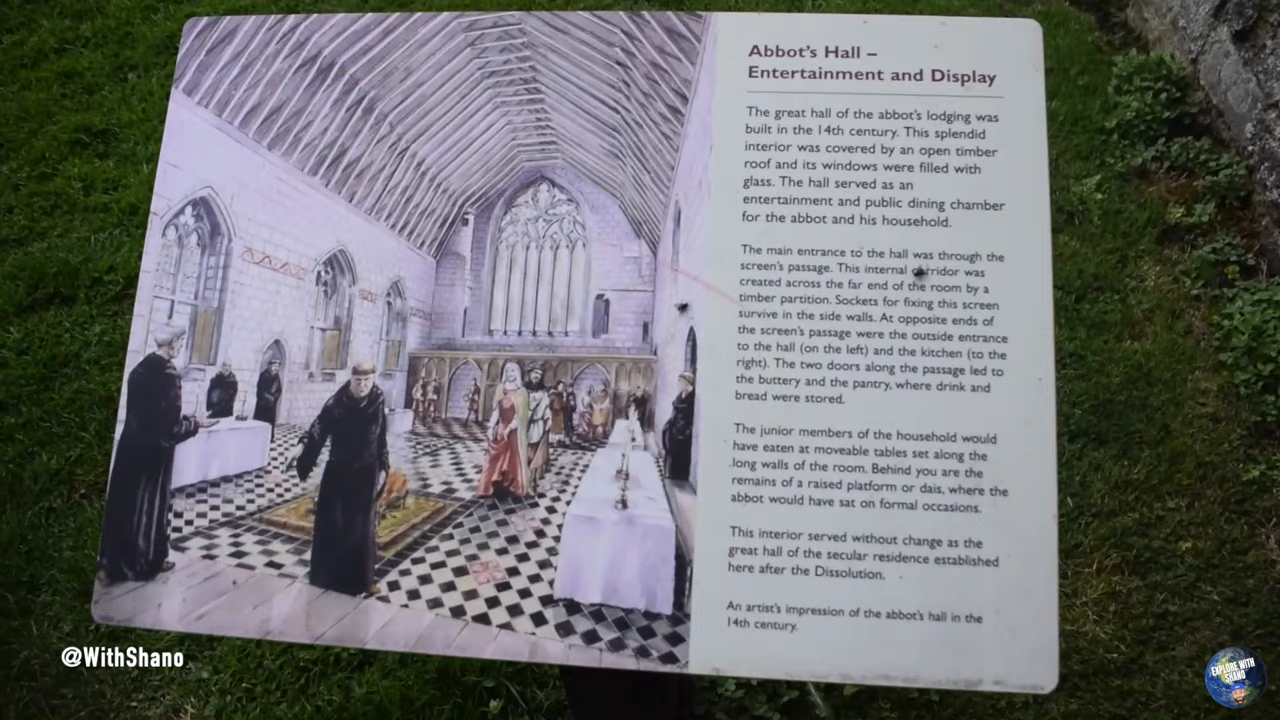 Abbot's Hall –
Entertainment and Display
The great hall of the abbot's lodging was
built in the 14th century. This splendid
interior was covered by an open timber
roof and its windows were filled with
glass. The hall served as an
entertainment and public dining chamber
for the abbot and his household.
The main entrance to the hall was through the
screen's passage. This internal corridor was
created across the far end of the room by a
timber partition. Sockets for fixing this screen
survive in the side walls. At opposite ends of
the screen's passage were the outside entrance
to the hall (on the left) and the kitchen (to the
right). The two doors along the passage led to
the buttery and the pantry, where drink and
bread were stored.
The junior members of the household would
have eaten at moveable tables set along the
long walls of the room. Behind you are the
remains of a raised platform or dais, where the
abbot would have sat on formal occasions.
This interior served without change as the
great hall of the secular residence established
here after the Dissolution.
An artist's impression of the abbot's hall in the
14th century.
@WithShano
EXPLORE WITH
SHANO